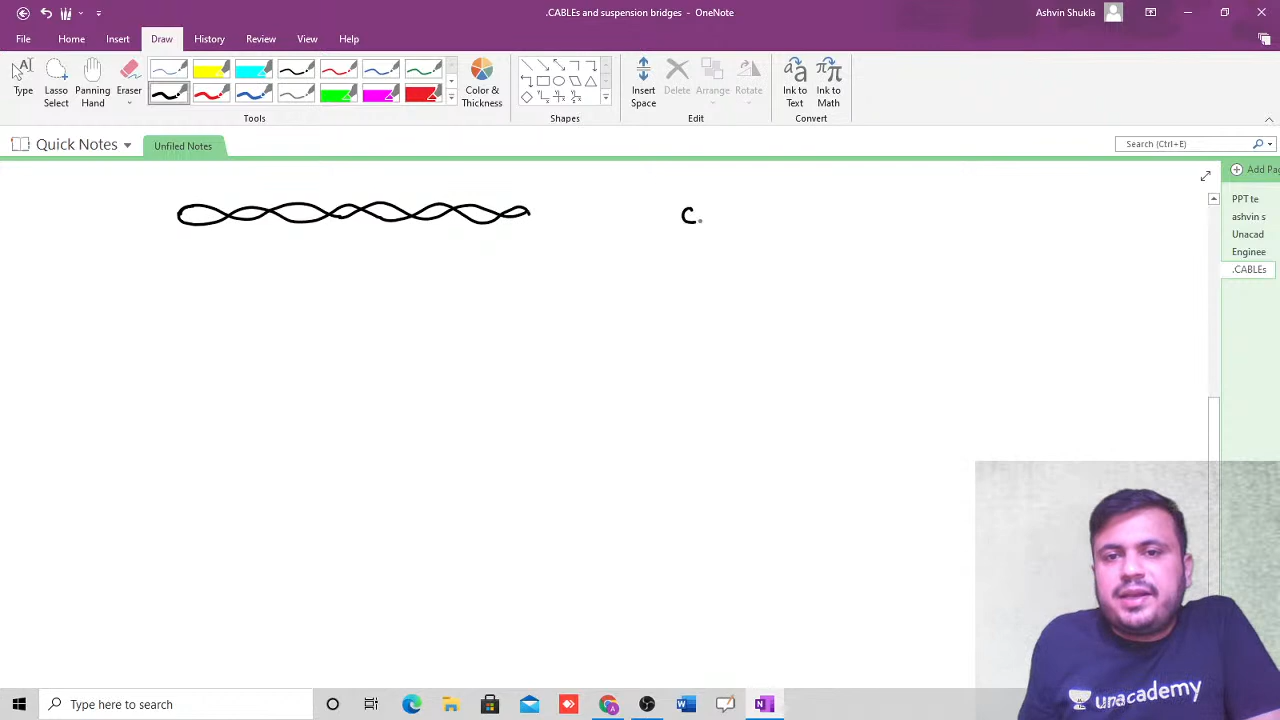 .CABLEs and suspension bridges - OneNote
Ashvin Shukla
File Home Insert Draw History Review View Help
Type
Lasso Select
Panning Hand
Eraser
Color & Thickness
Insert Space
Delete
Arrange
Rotate
Ink to Text
Ink to Math
Tools
Shapes
Edit
Convert
Quick Notes
Unfiled Notes
Search (Ctrl+E)
Add Pa
PPT te
ashvin s
Unacad
Enginee
.CABLEs
C
unacademy
Type here to search